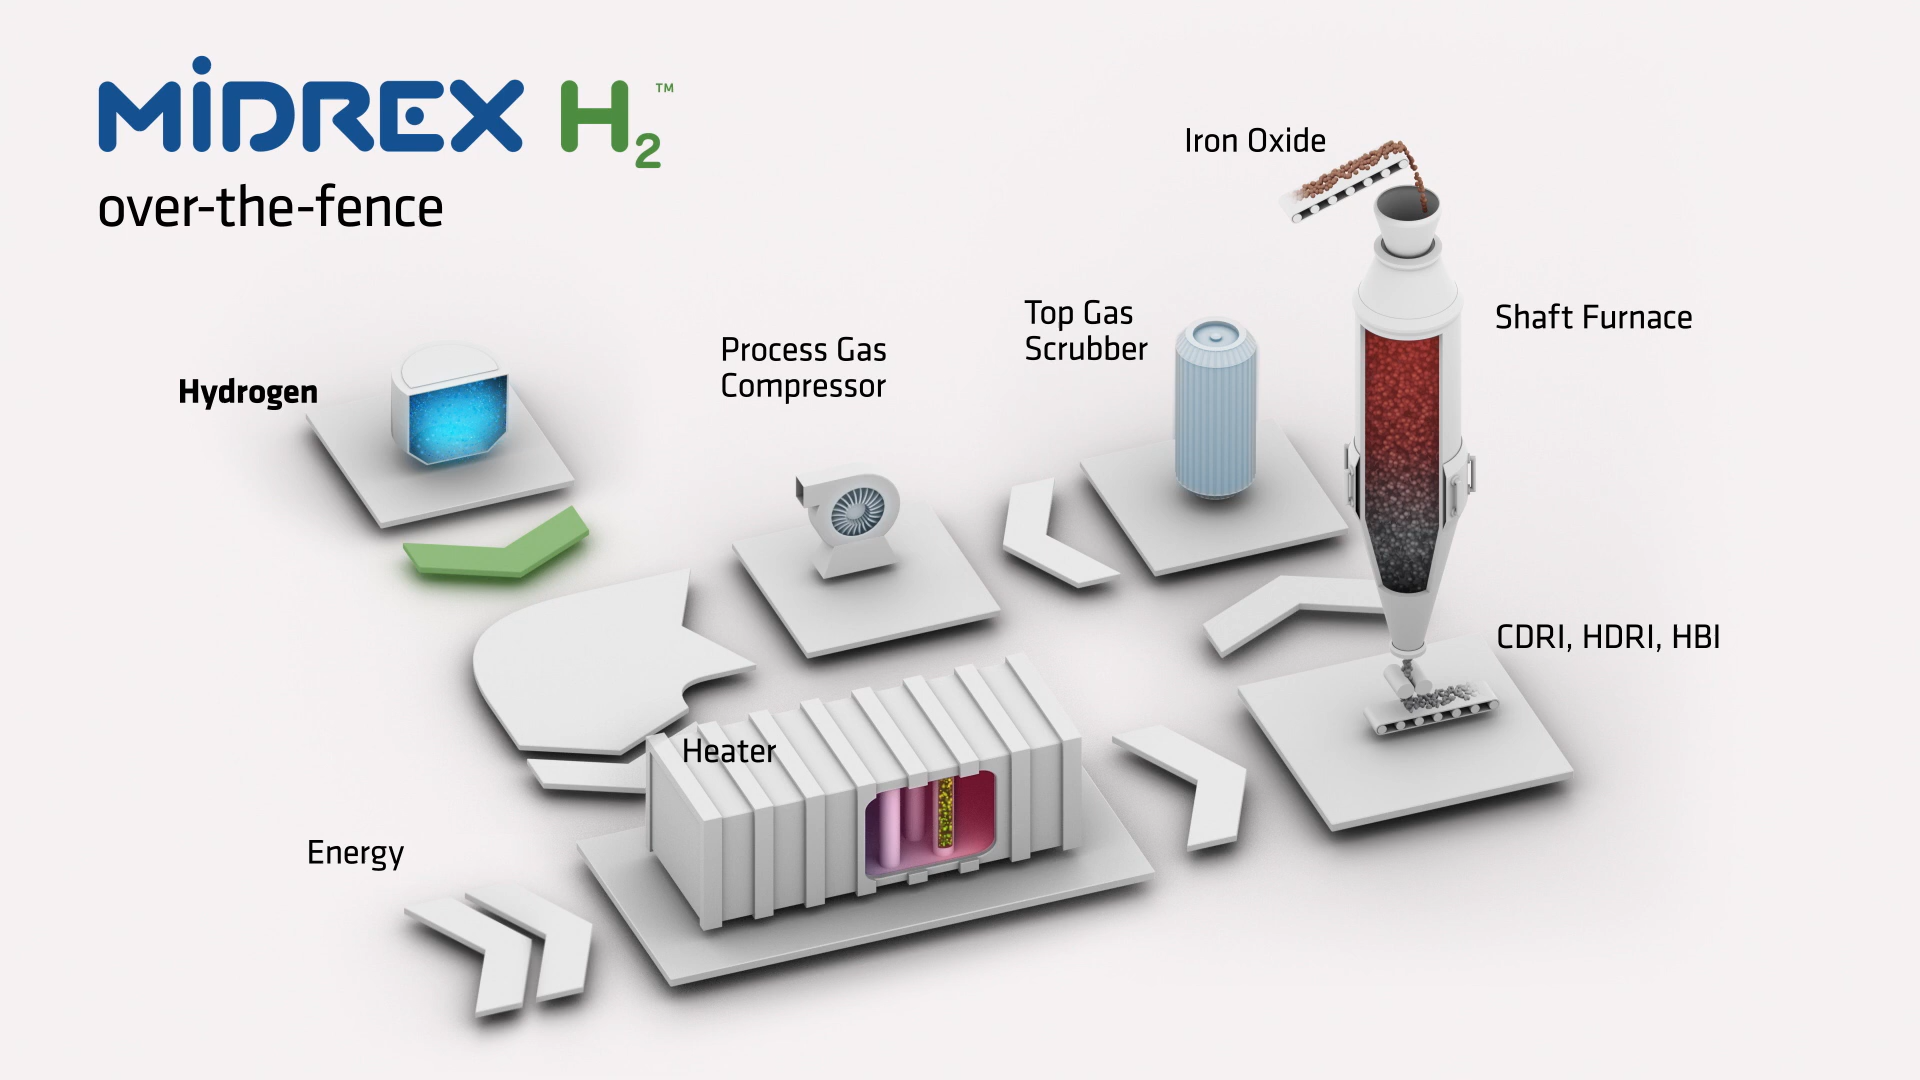 MiDREX H2™
over-the-fence
Iron Oxide
Top Gas
Scrubber
Shaft Furnace
Process Gas
Compressor
Hydrogen
CDRI, HDRI, HBI
Heater
Energy